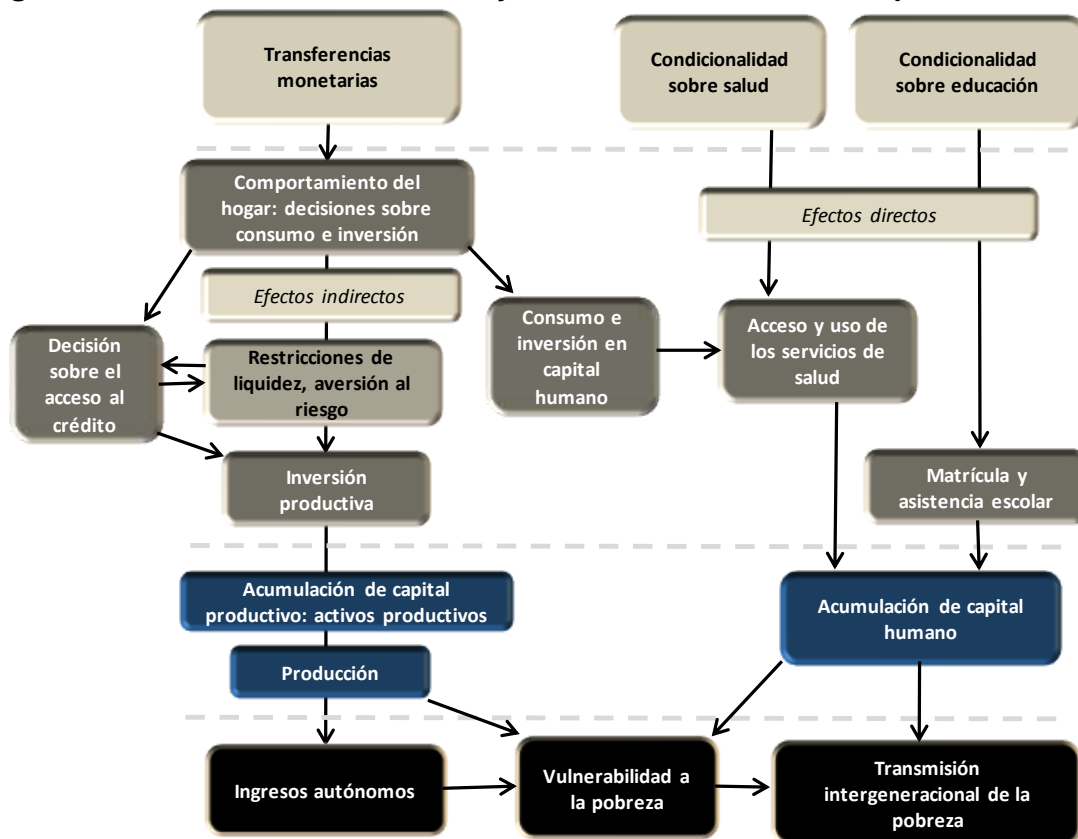 Transferencias
monetarias
Condicionalidad
sobre salud
Condicionalidad
sobre educación
Comportamiento del
hogar: decisiones sobre
consumo e inversión
Efectos directos
Efectos indirectos
Decisión
sobre el
acceso al
crédito
Restricciones de
liquidez, aversión al
riesgo
Consumo e
inversión en
capital
humano
Acceso y uso de
los servicios de
salud
Inversión
productiva
Matrícula y
asistencia escolar
Acumulación de capital
productivo: activos productivos
Acumulación de capital
humano
Producción
Ingresos autónomos
Vulnerabilidad a
la pobreza
Transmisión
intergeneracional de la
pobreza